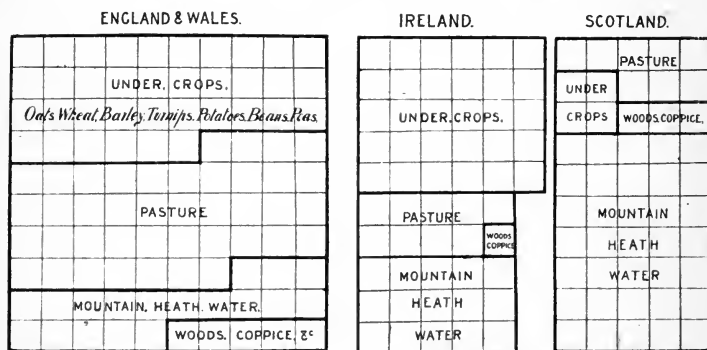 ENGLAND & WALES.
UNDER, CROPS.
Oats. Wheat, Barley, Turnips. Potatoes. Beans. Peas.
PASTURE
MOUNTAIN, HEATH. WATER.
WOODS. COPPICE, &c
IRELAND.
UNDER, CROPS.
PASTURE
WOODS
COPPICE
MOUNTAIN
HEATH
WATER
SCOTLAND.
PASTURE
UNDER
CROPS
WOODS. COPPICE,
MOUNTAIN
HEATH
WATER